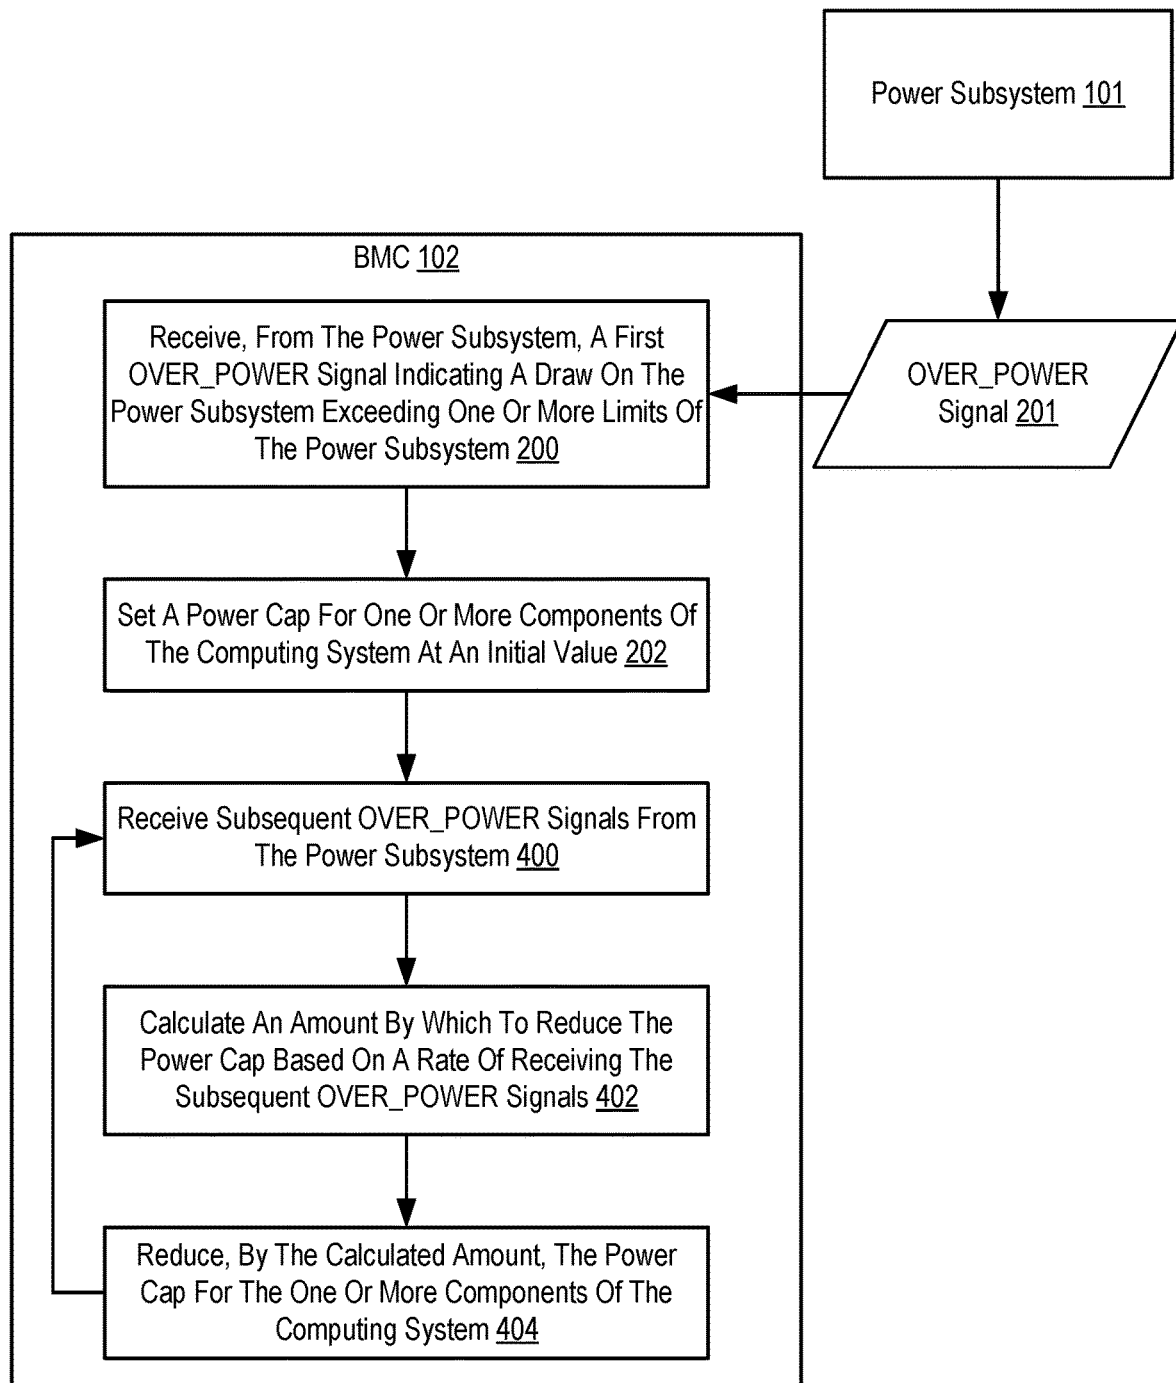 Power Subsystem 101
BMC 102
Receive, From The Power Subsystem, A First
OVER_POWER Signal Indicating A Draw On The
Power Subsystem Exceeding One Or More Limits Of
The Power Subsystem 200
OVER_POWER
Signal 201
Set A Power Cap For One Or More Components Of
The Computing System At An Initial Value 202
Receive Subsequent OVER_POWER Signals From
The Power Subsystem 400
Calculate An Amount By Which To Reduce The
Power Cap Based On A Rate Of Receiving The
Subsequent OVER_POWER Signals 402
Reduce, By The Calculated Amount, The Power
Cap For The One Or More Components Of The
Computing System 404